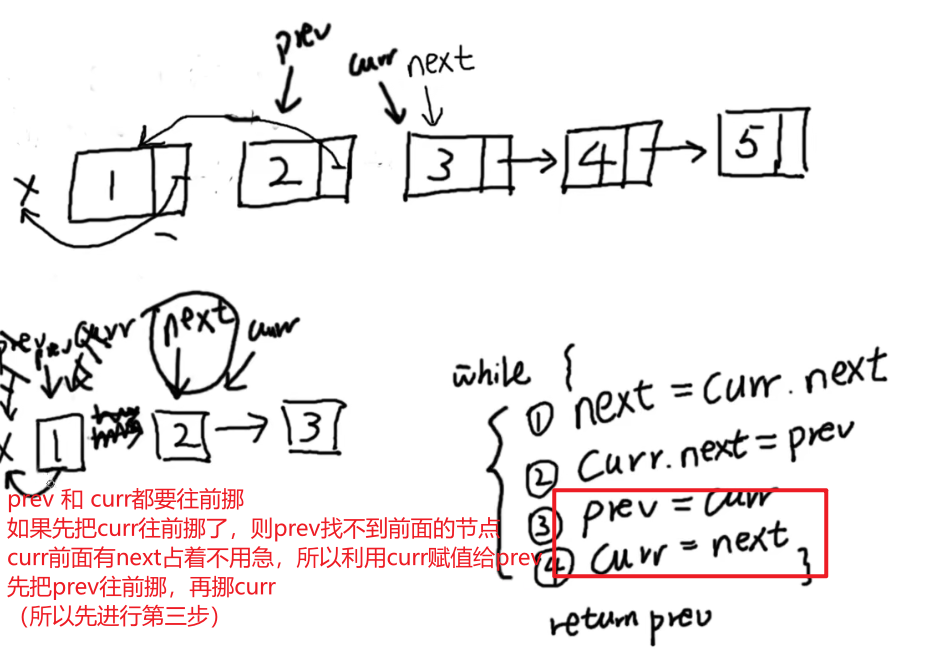 prev
curr next
1 2 3 4 5
X
prev prev curr next curr
X 1 2 3
while {
① next = curr.next
② Curr.next = prev
③ prev = curr
④ Curr = next }
return prev
prev 和 curr都要往前挪
如果先把curr往前挪了，则prev找不到前面的节点
curr前面有next占着不用急，所以利用curr赋值给prev
先把prev往前挪，再挪curr
（所以先进行第三步）